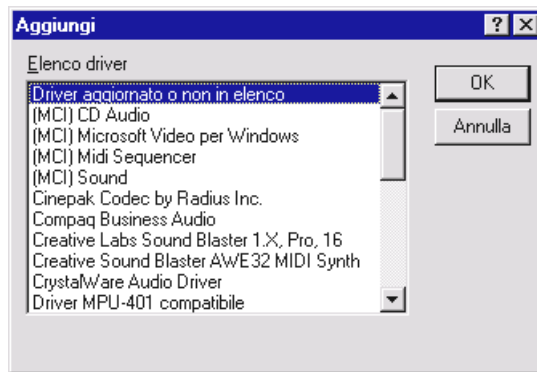 Aggiungi
Elenco driver
Driver aggiornato o non in elenco
(MCI) CD Audio
(MCI) Microsoft Video per Windows
(MCI) Midi Sequencer
(MCI) Sound
Cinepak Codec by Radius Inc.
Compaq Business Audio
Creative Labs Sound Blaster 1.X, Pro, 16
Creative Sound Blaster AWE32 MIDI Synth
CrystalWare Audio Driver
Driver MPU-401 compatibile
OK
Annulla